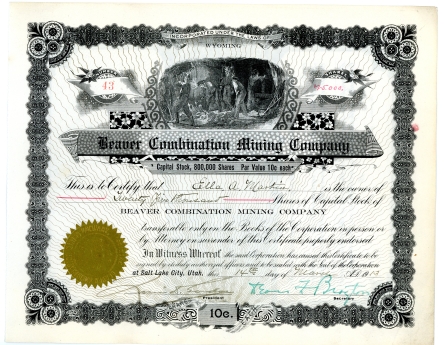 INCORPORATED UNDER THE LAWS OF
WYOMING
43
Beaver Combination Mining Company
Capital Stock, 600,000 Shares Par Value 10c each
This is to Certify that Ella A. Martin is the owner of
Twenty Five Thousand Shares of Capital Stock of
BEAVER COMBINATION MINING COMPANY
transferable only on the Books of the Corporation in person or
by Attorney on surrender of this Certificate properly endorsed
In Witness Whereof the said Corporation has caused this Certificate to be
signed by its duly authorized officers and to be sealed with the Seal of the Corporation
at Salt Lake City, Utah. this 14th day of A.D.
President Secretary
10c.